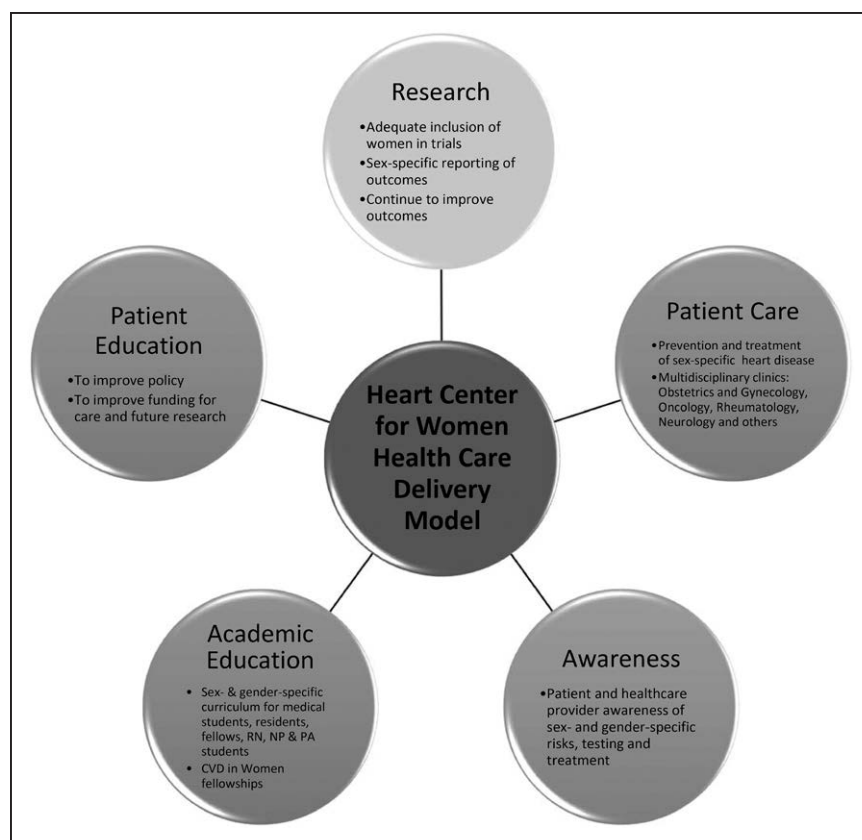 Research
•Adequate inclusion of
women in trials
•Sex-specific reporting of
outcomes
•Continue to improve
outcomes
Patient
Education
•To improve policy
•To improve funding for
care and future research
Patient Care
•Prevention and treatment
of sex-specific heart disease
•Multidisciplinary clinics:
Obstetrics and Gynecology,
Oncology, Rheumatology,
Neurology and others
Heart Center
for Women
Health Care
Delivery
Model
Academic
Education
• Sex- & gender-specific
curriculum for medical
students, residents,
fellows, RN, NP & PA
students
• CVD in Women
fellowships
Awareness
•Patient and healthcare
provider awareness of
sex- and gender-specific
risks, testing and
treatment